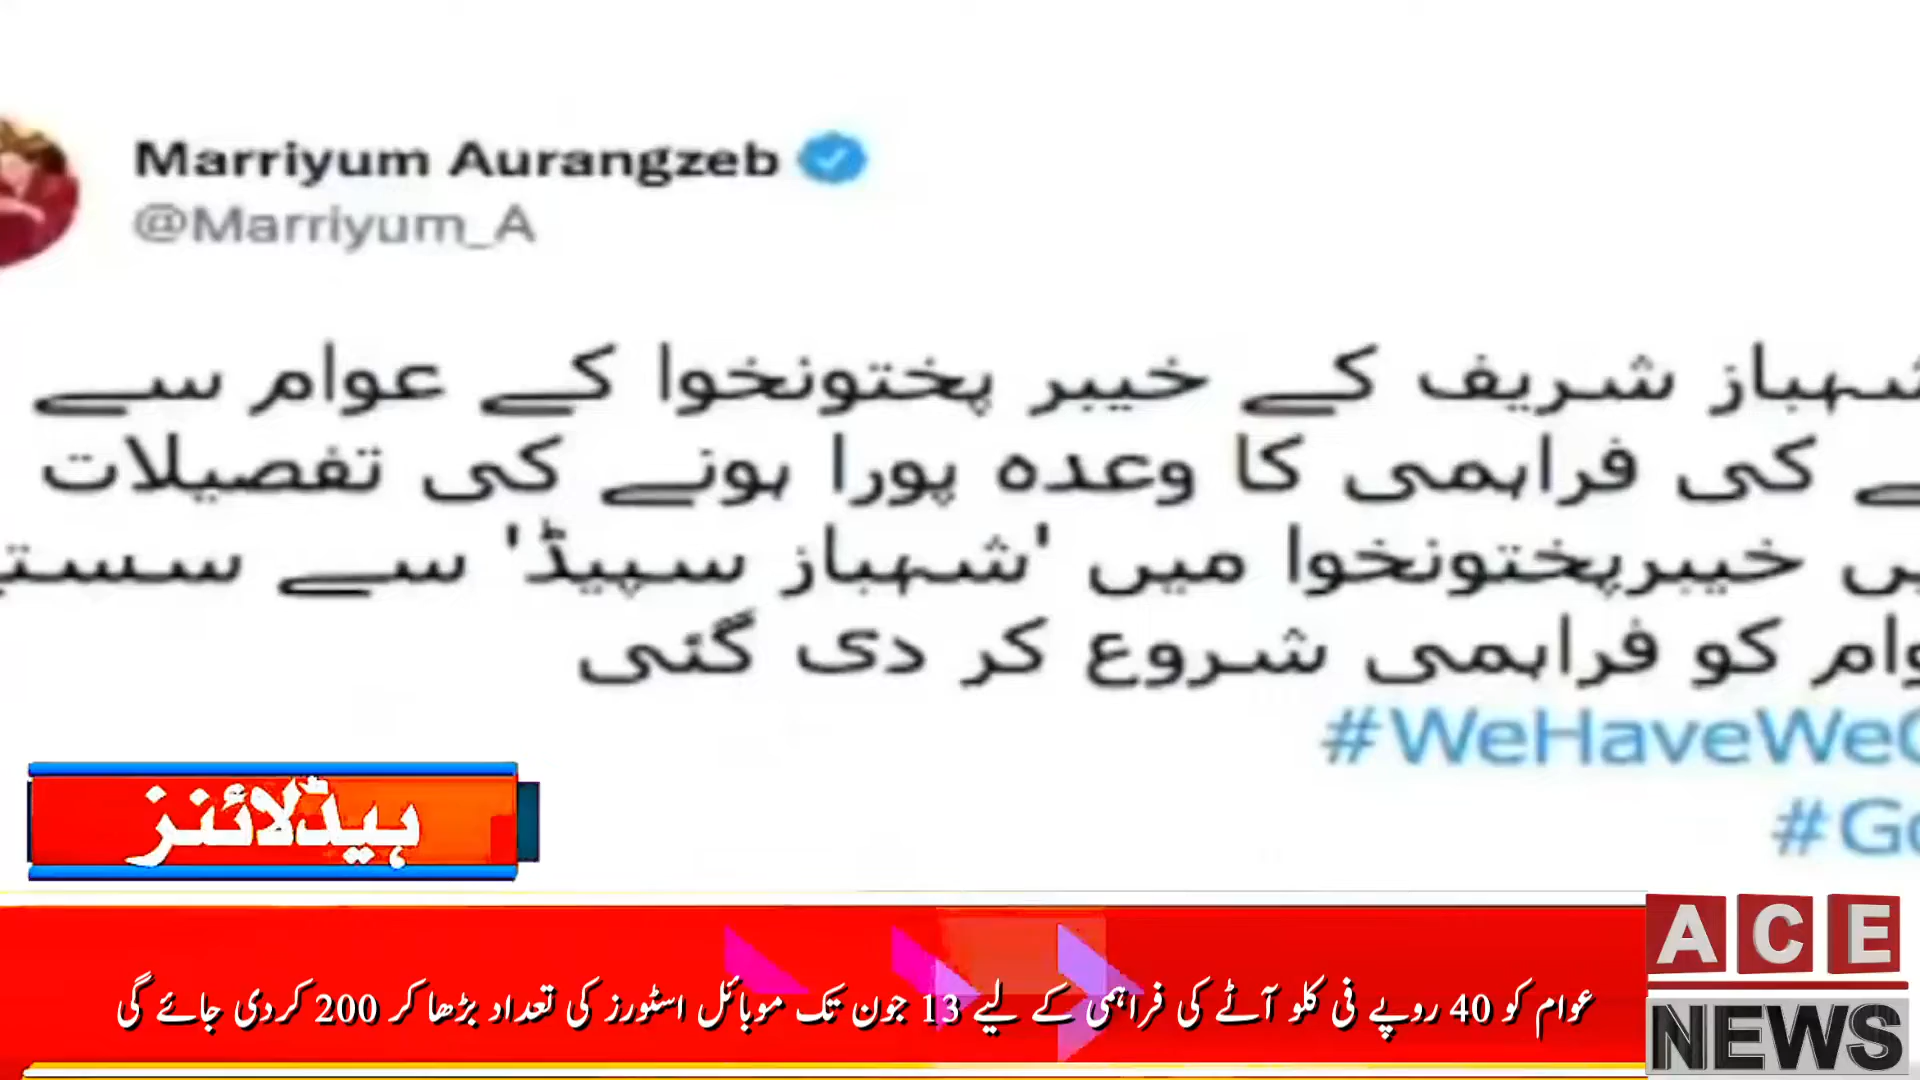 Marriyum Aurangzeb
@Marriyum_A
شہباز شریف کے خیبر پختونخوا کے عوام سے
کی فراہمی کا وعدہ پورا ہونے کی تفصیلات
خیبرپختونخوا میں 'شہباز سپیڈ' سے سستے
کو فراہمی شروع کر دی گئی
#WeHaveWe
#Go
ہیڈلائنز
عوام کو 40 روپے فی کلو آٹے کی فراہمی کے لیے 13 جون تک موبائل اسٹورز کی تعداد بڑھا کر 200 کردی جائے گی
ACE
NEWS